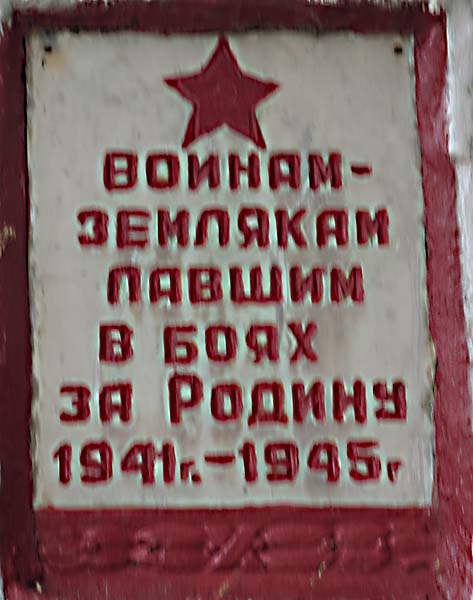 ВОИНАМ-
ЗЕМЛЯКАМ
ПАВШИМ
В БОЯХ
ЗА РОДИНУ
1941г.-1945г